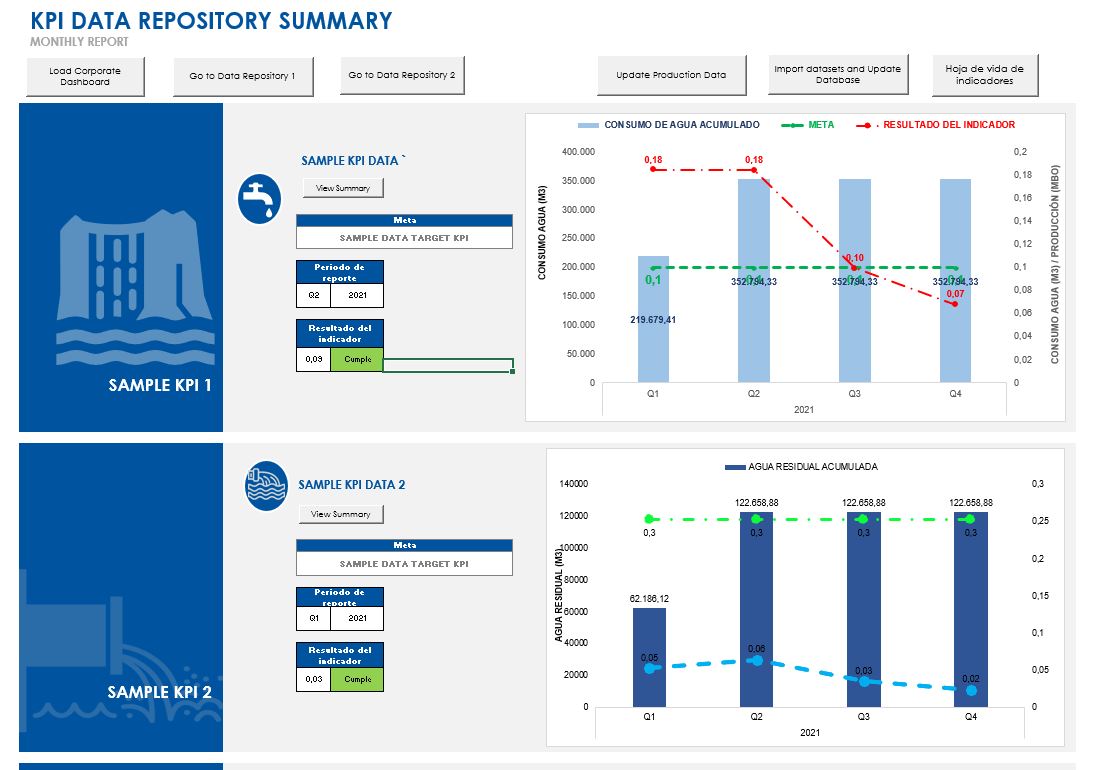 KPI DATA REPOSITORY SUMMARY
MONTHLY REPORT
Load Corporate
Dashboard
Go to Data Repository 1
Go to Data Repository 2
Update Production Data
Import datasets and Update
Database
Hoja de vida de
indicadores
SAMPLE KPI 1
SAMPLE KPI DATA `
View Summary
Meta
SAMPLE DATA TARGET KPI
Periodo de
reporte
Q2 2021
Resultado del
indicador
0,09 Cumple
CONSUMO DE AGUA ACUMULADO META RESULTADO DEL INDICADOR
CONSUMO AGUA (M3)
400.000
350.000
300.000
250.000
200.000
150.000
100.000
50.000
0
0,18 0,18 0,10 0,07
0,1 0,1 0,1 0,1
219.679,41 352.794,33 352.794,33 352.794,33
0,2
0,18
0,16
0,14
0,12
0,1
0,08
0,06
0,04
0,02
0
CONSUMO AGUA (M3) / PRODUCCIÓN (MBO)
Q1 Q2 Q3 Q4
2021
SAMPLE KPI 2
SAMPLE KPI DATA 2
View Summary
Meta
SAMPLE DATA TARGET KPI
Periodo de
reporte
Q1 2021
Resultado del
indicador
0,03 Cumple
AGUA RESIDUAL ACUMULADA
AGUA RESIDUAL (M3)
140000
120000
100000
80000
60000
40000
20000
0
62.186,12 122.658,88 122.658,88 122.658,88
0,3 0,3 0,3 0,3
0,05 0,06 0,03 0,02
0,3
0,25
0,2
0,15
0,1
0,05
0
Q1 Q2 Q3 Q4
2021